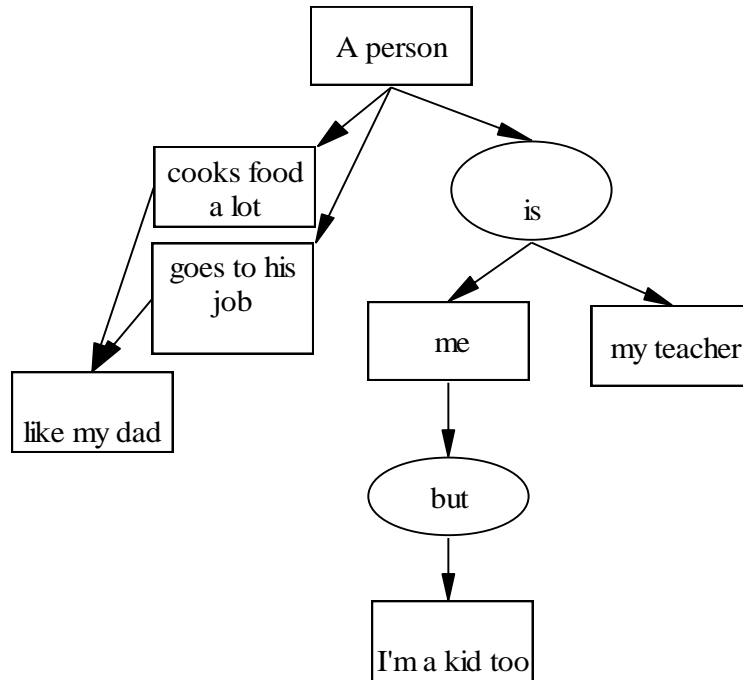 A person
cooks food
a lot
is
goes to his
job
me
my teacher
like my dad
but
I'm a kid too